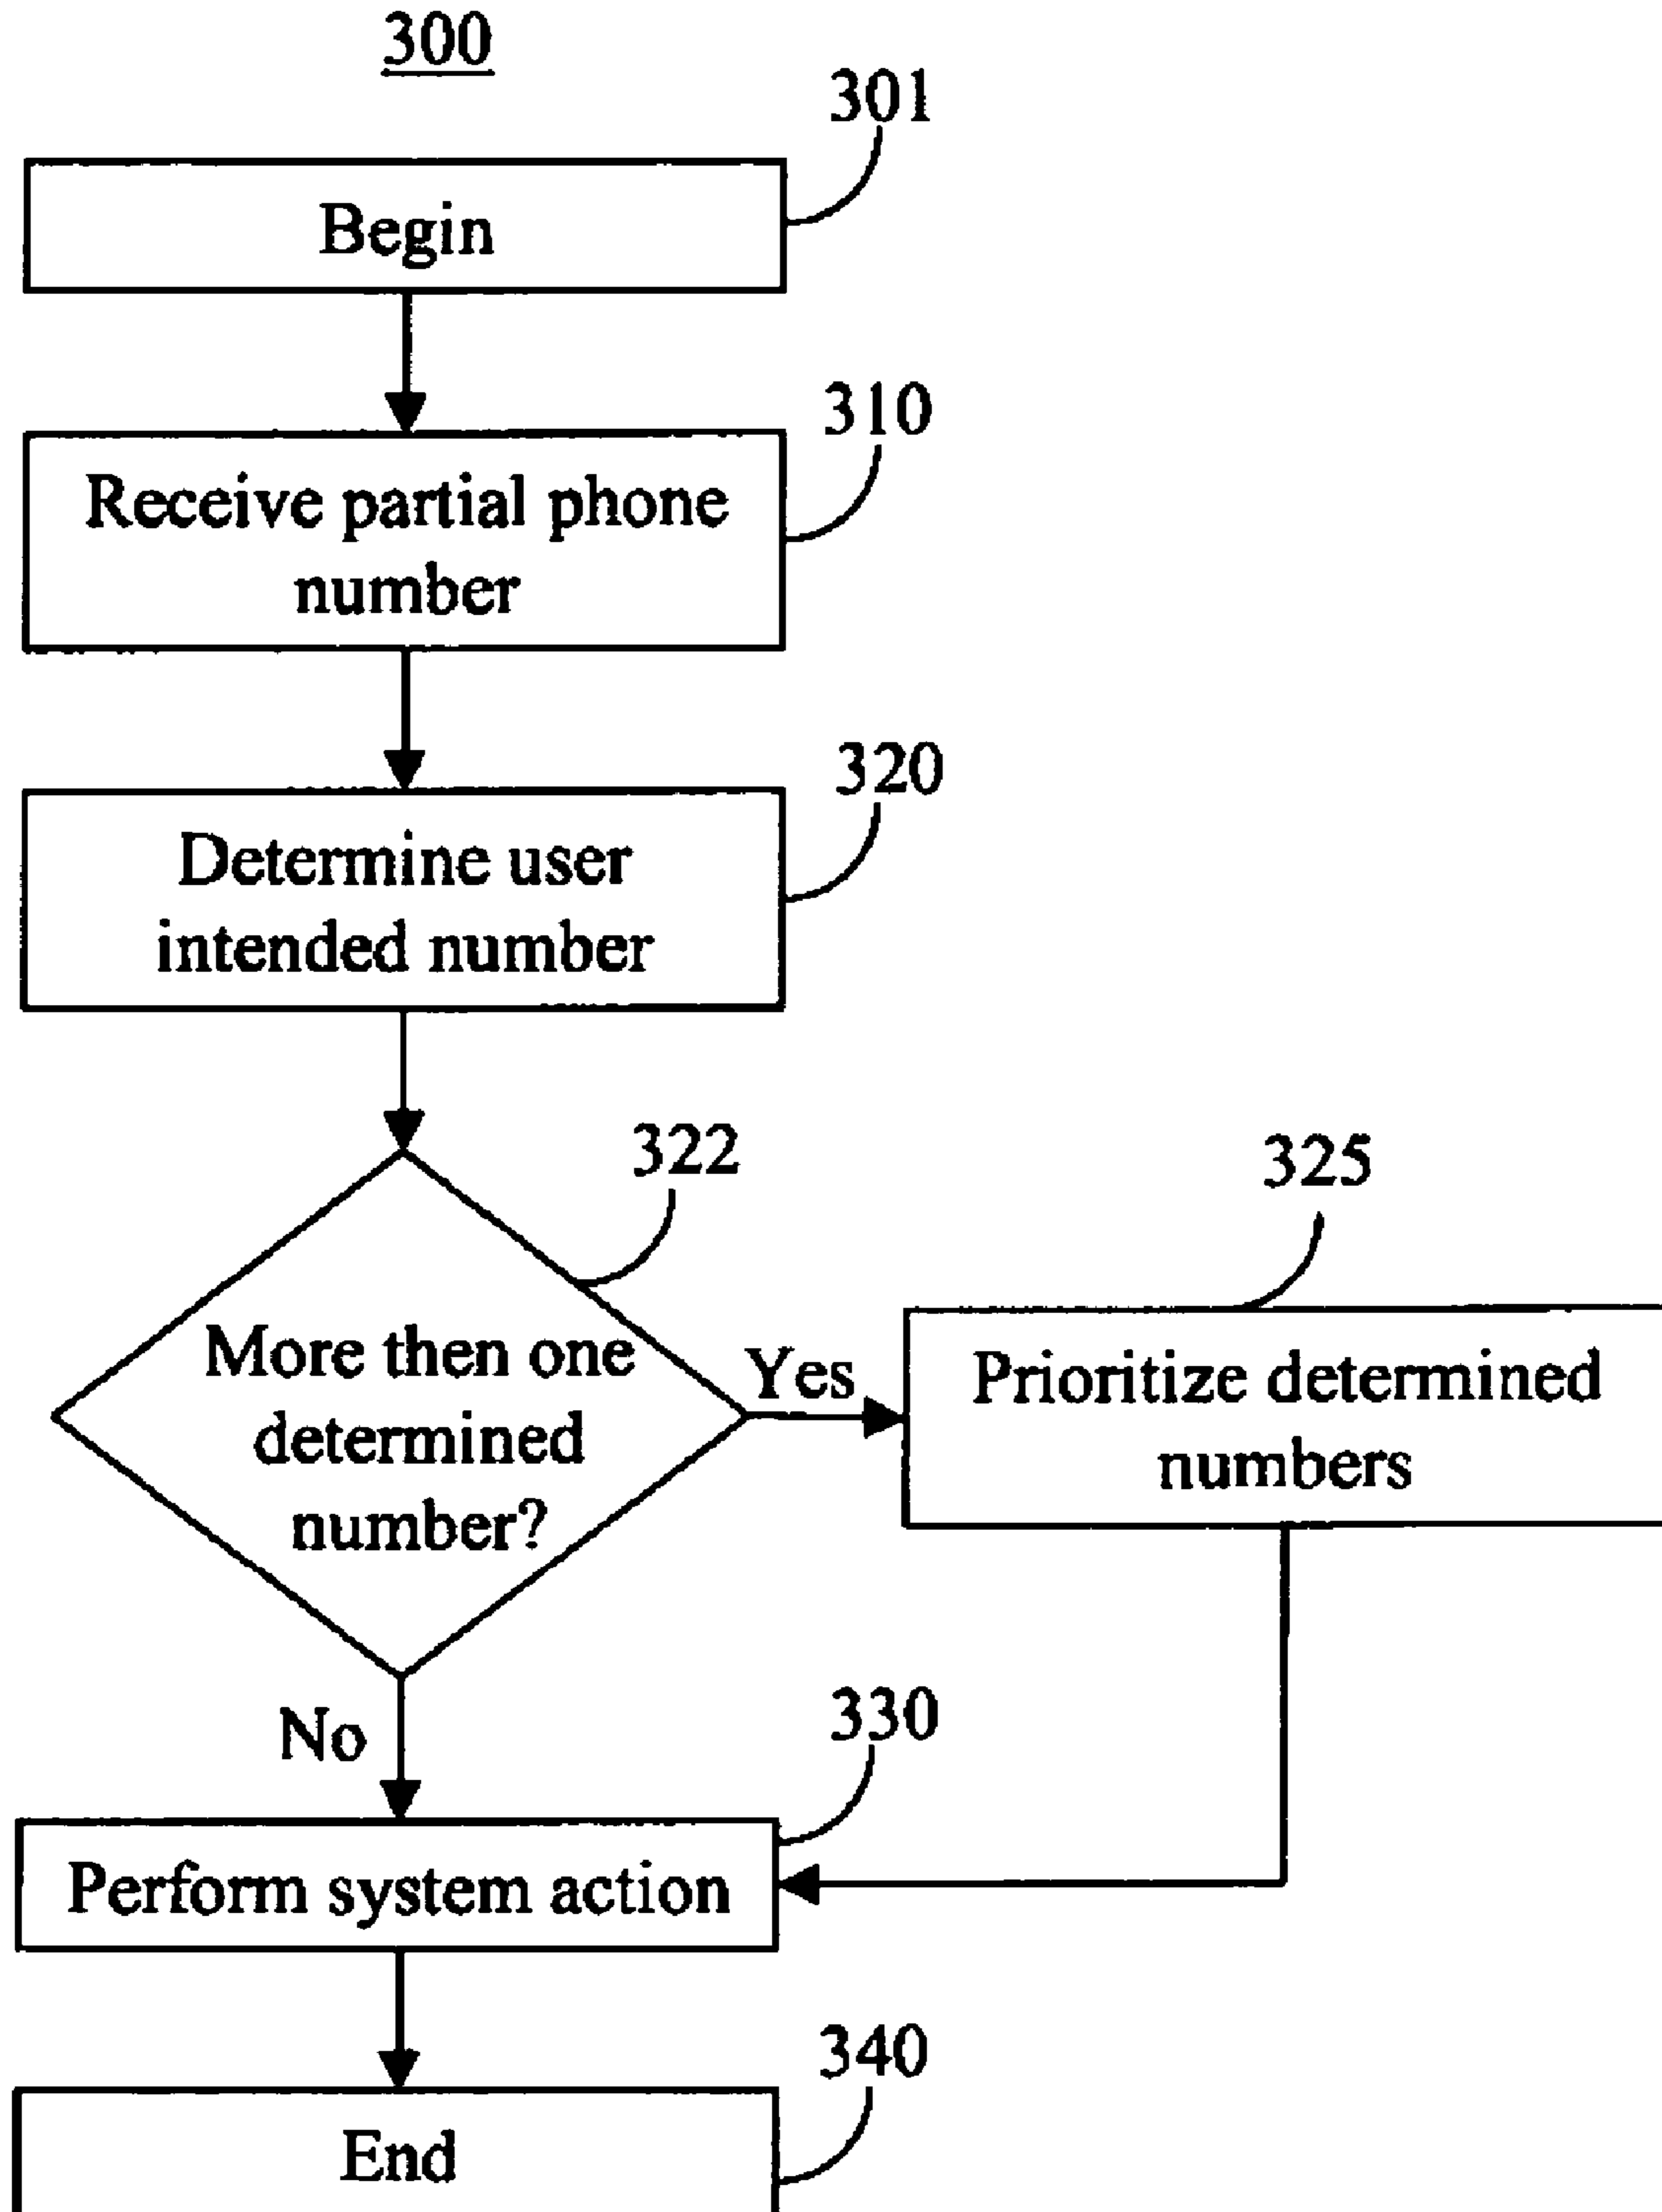 300
301
Begin
310
Receive partial phone
number
320
Determine user
intended number
322
325
More then one
determined
number?
Yes
Prioritize determined
numbers
No
330
Perform system action
340
End